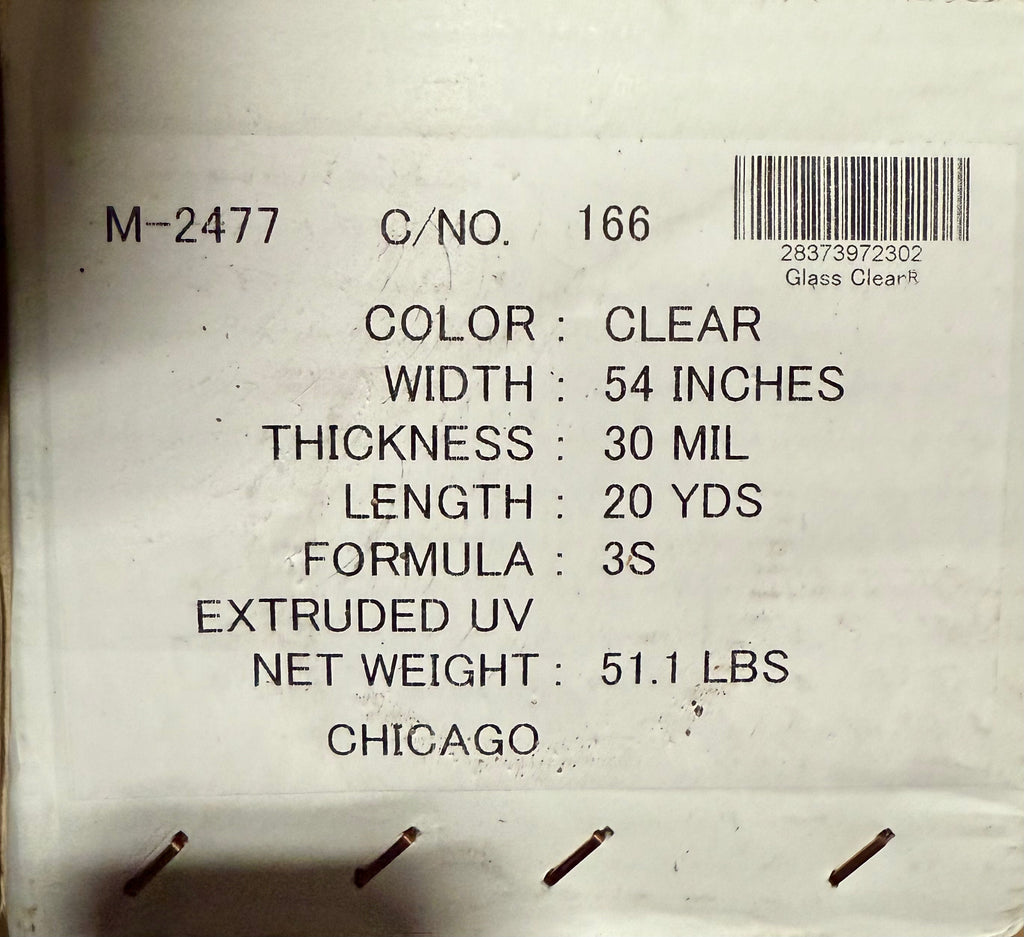 M-2477 C/NO. 166
28373972302
Glass Clear®
COLOR : CLEAR
WIDTH : 54 INCHES
THICKNESS : 30 MIL
LENGTH : 20 YDS
FORMULA : 3S
EXTRUDED UV
NET WEIGHT : 51.1 LBS
CHICAGO